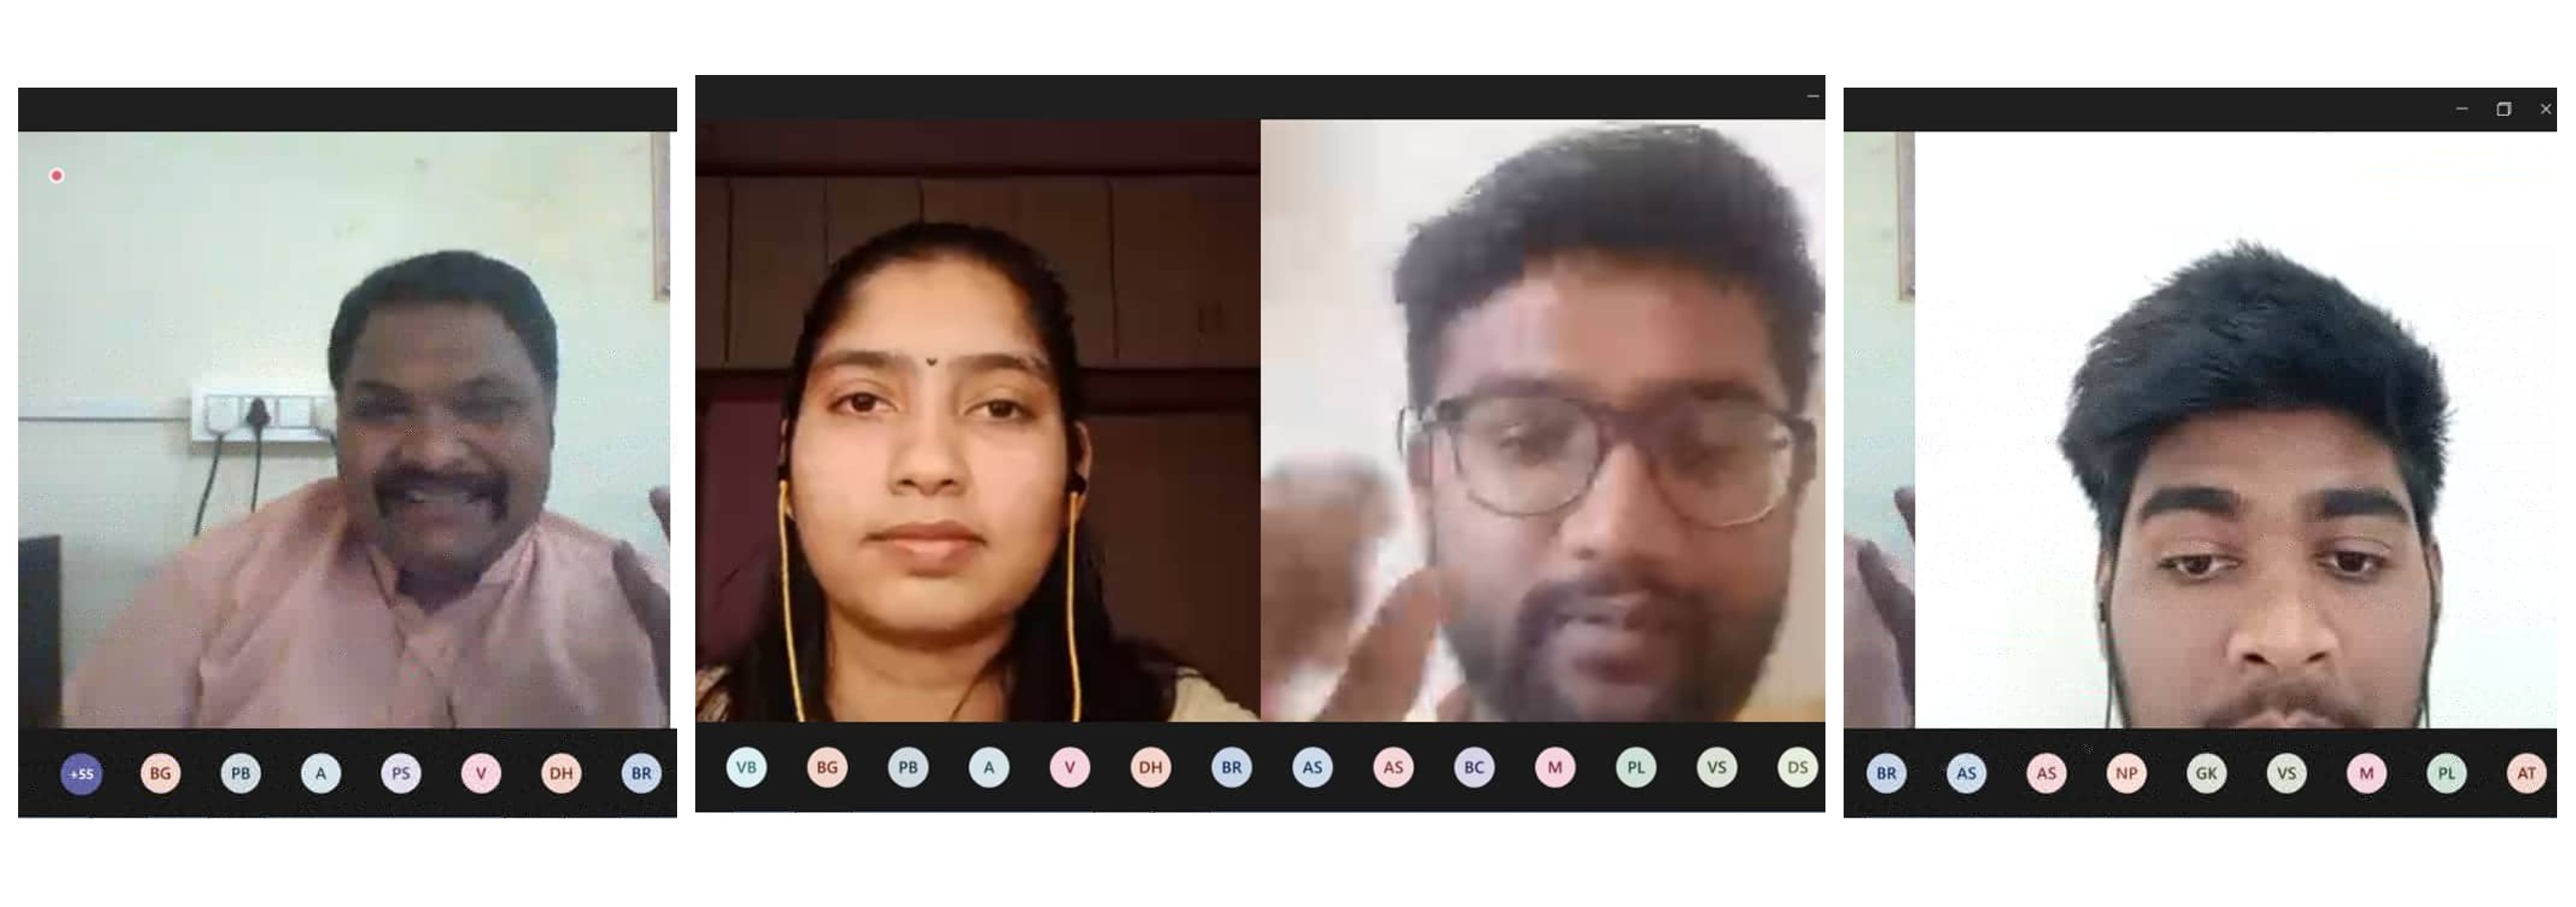 +55 BG PB A PS V DH BR
VB BG PB A V DH BR AS AS BC M PL VS DS
BR AS AS NP GK VS M PL AT